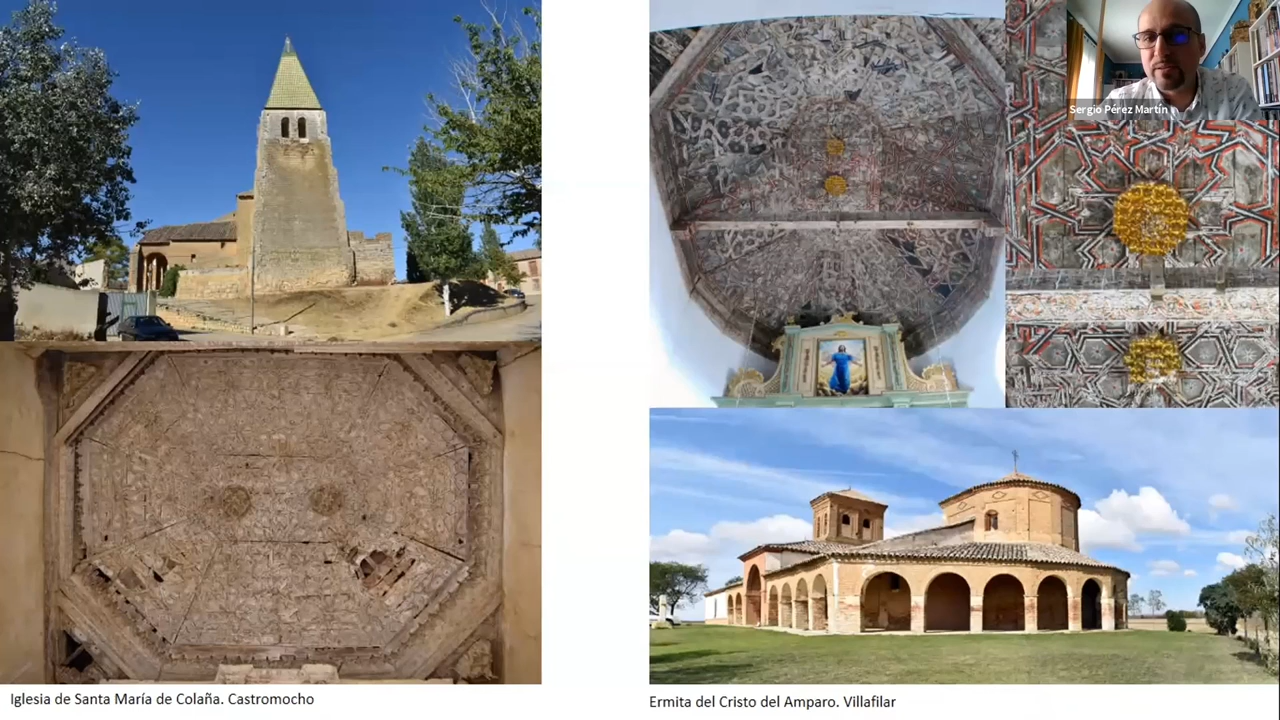 Sergio Pérez Martín
Iglesia de Santa María de Colaña. Castromocho
Ermita del Cristo del Amparo. Villafilar